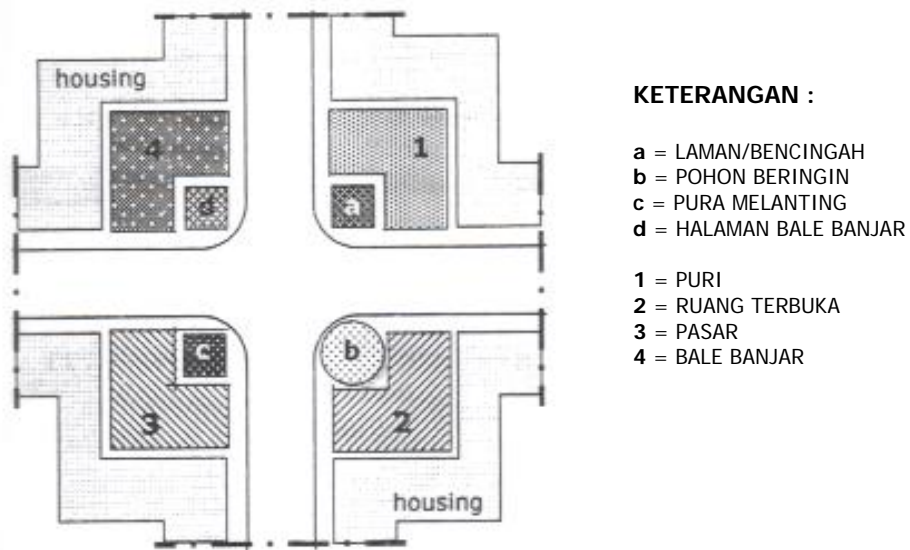 housing
4
1
d
a
c
b
3
2
housing
KETERANGAN :
a = LAMAN/BENCINGAH
b = POHON BERINGIN
c = PURA MELANTING
d = HALAMAN BALE BANJAR
1 = PURI
2 = RUANG TERBUKA
3 = PASAR
4 = BALE BANJAR